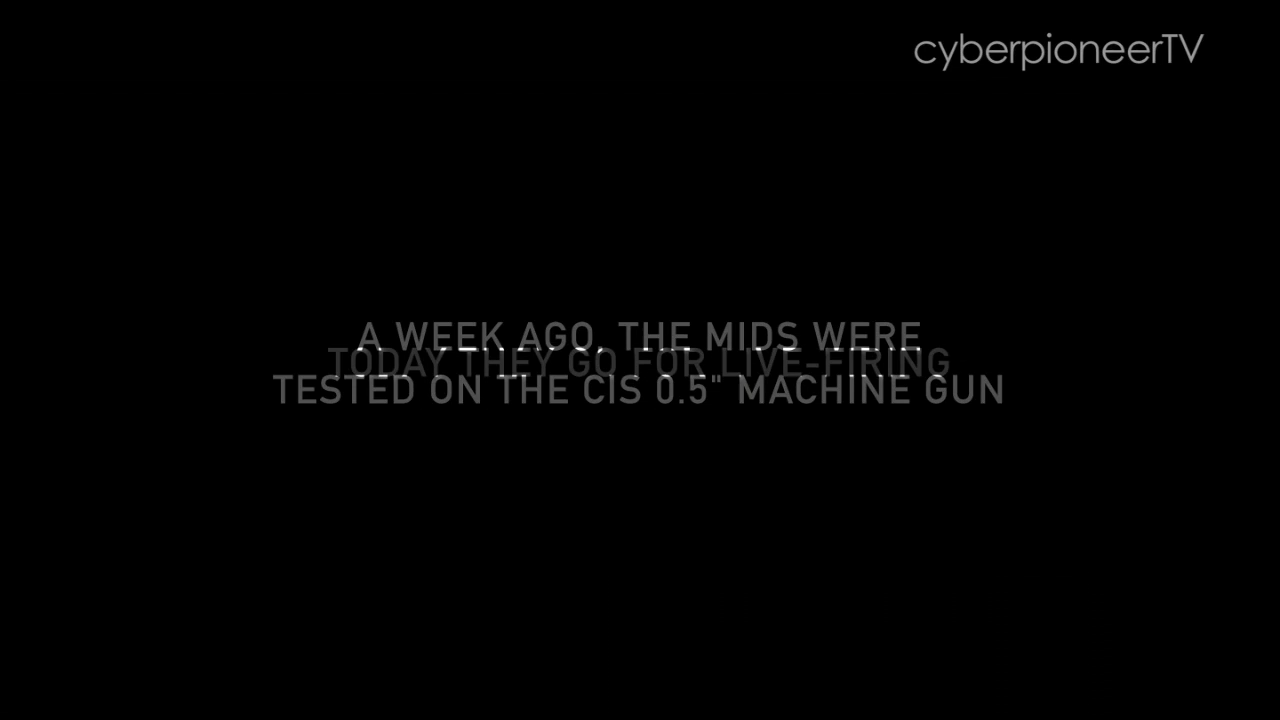 cyberpioneerTV
A WEEK AGO, THE MIDS WERE
TODAY THEY GO FOR LIVE-FIRING
TESTED ON THE CIS 0.5" MACHINE GUN